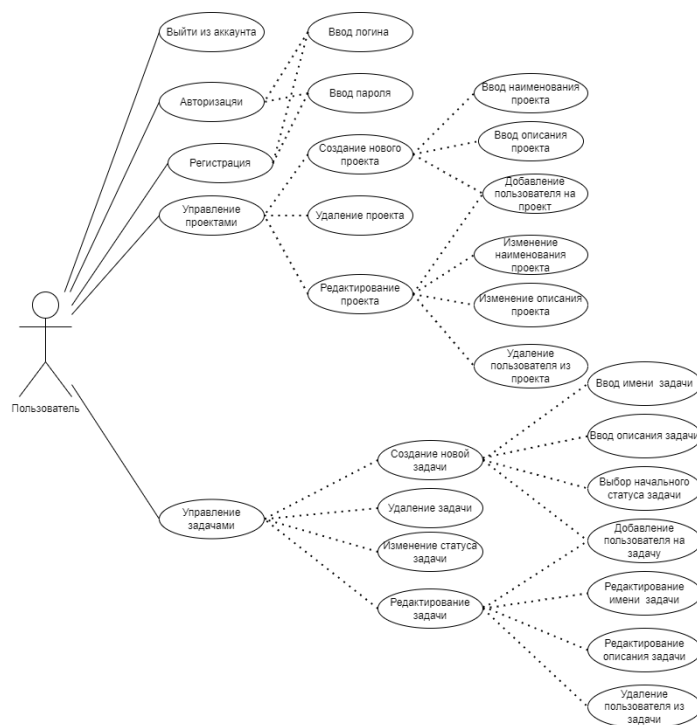 Выйти из аккаунта
Ввод логина
Авторизаця
Ввод пароля
Ввод наименования
проекта
Регистрация
Создание нового
проекта
Ввод описания
проекта
Добавление
пользователя на
проект
Управление
проектами
Удаление проекта
Изменение
наименования
проекта
Редактирование
проекта
Изменение описания
проекта
Удаление
пользователя из
проекта
Пользователь
Ввод имени задачи
Создание новой
задачи
Ввод описания задачи
Выбор начального
статуса задачи
Управление
задачами
Удаление задачи
Добавление
пользователя на
задачу
Изменение статуса
задачи
Редактирование
задачи
Редактирование
имени задачи
Редактирование
описания задачи
Удаление
пользователя из
задачи